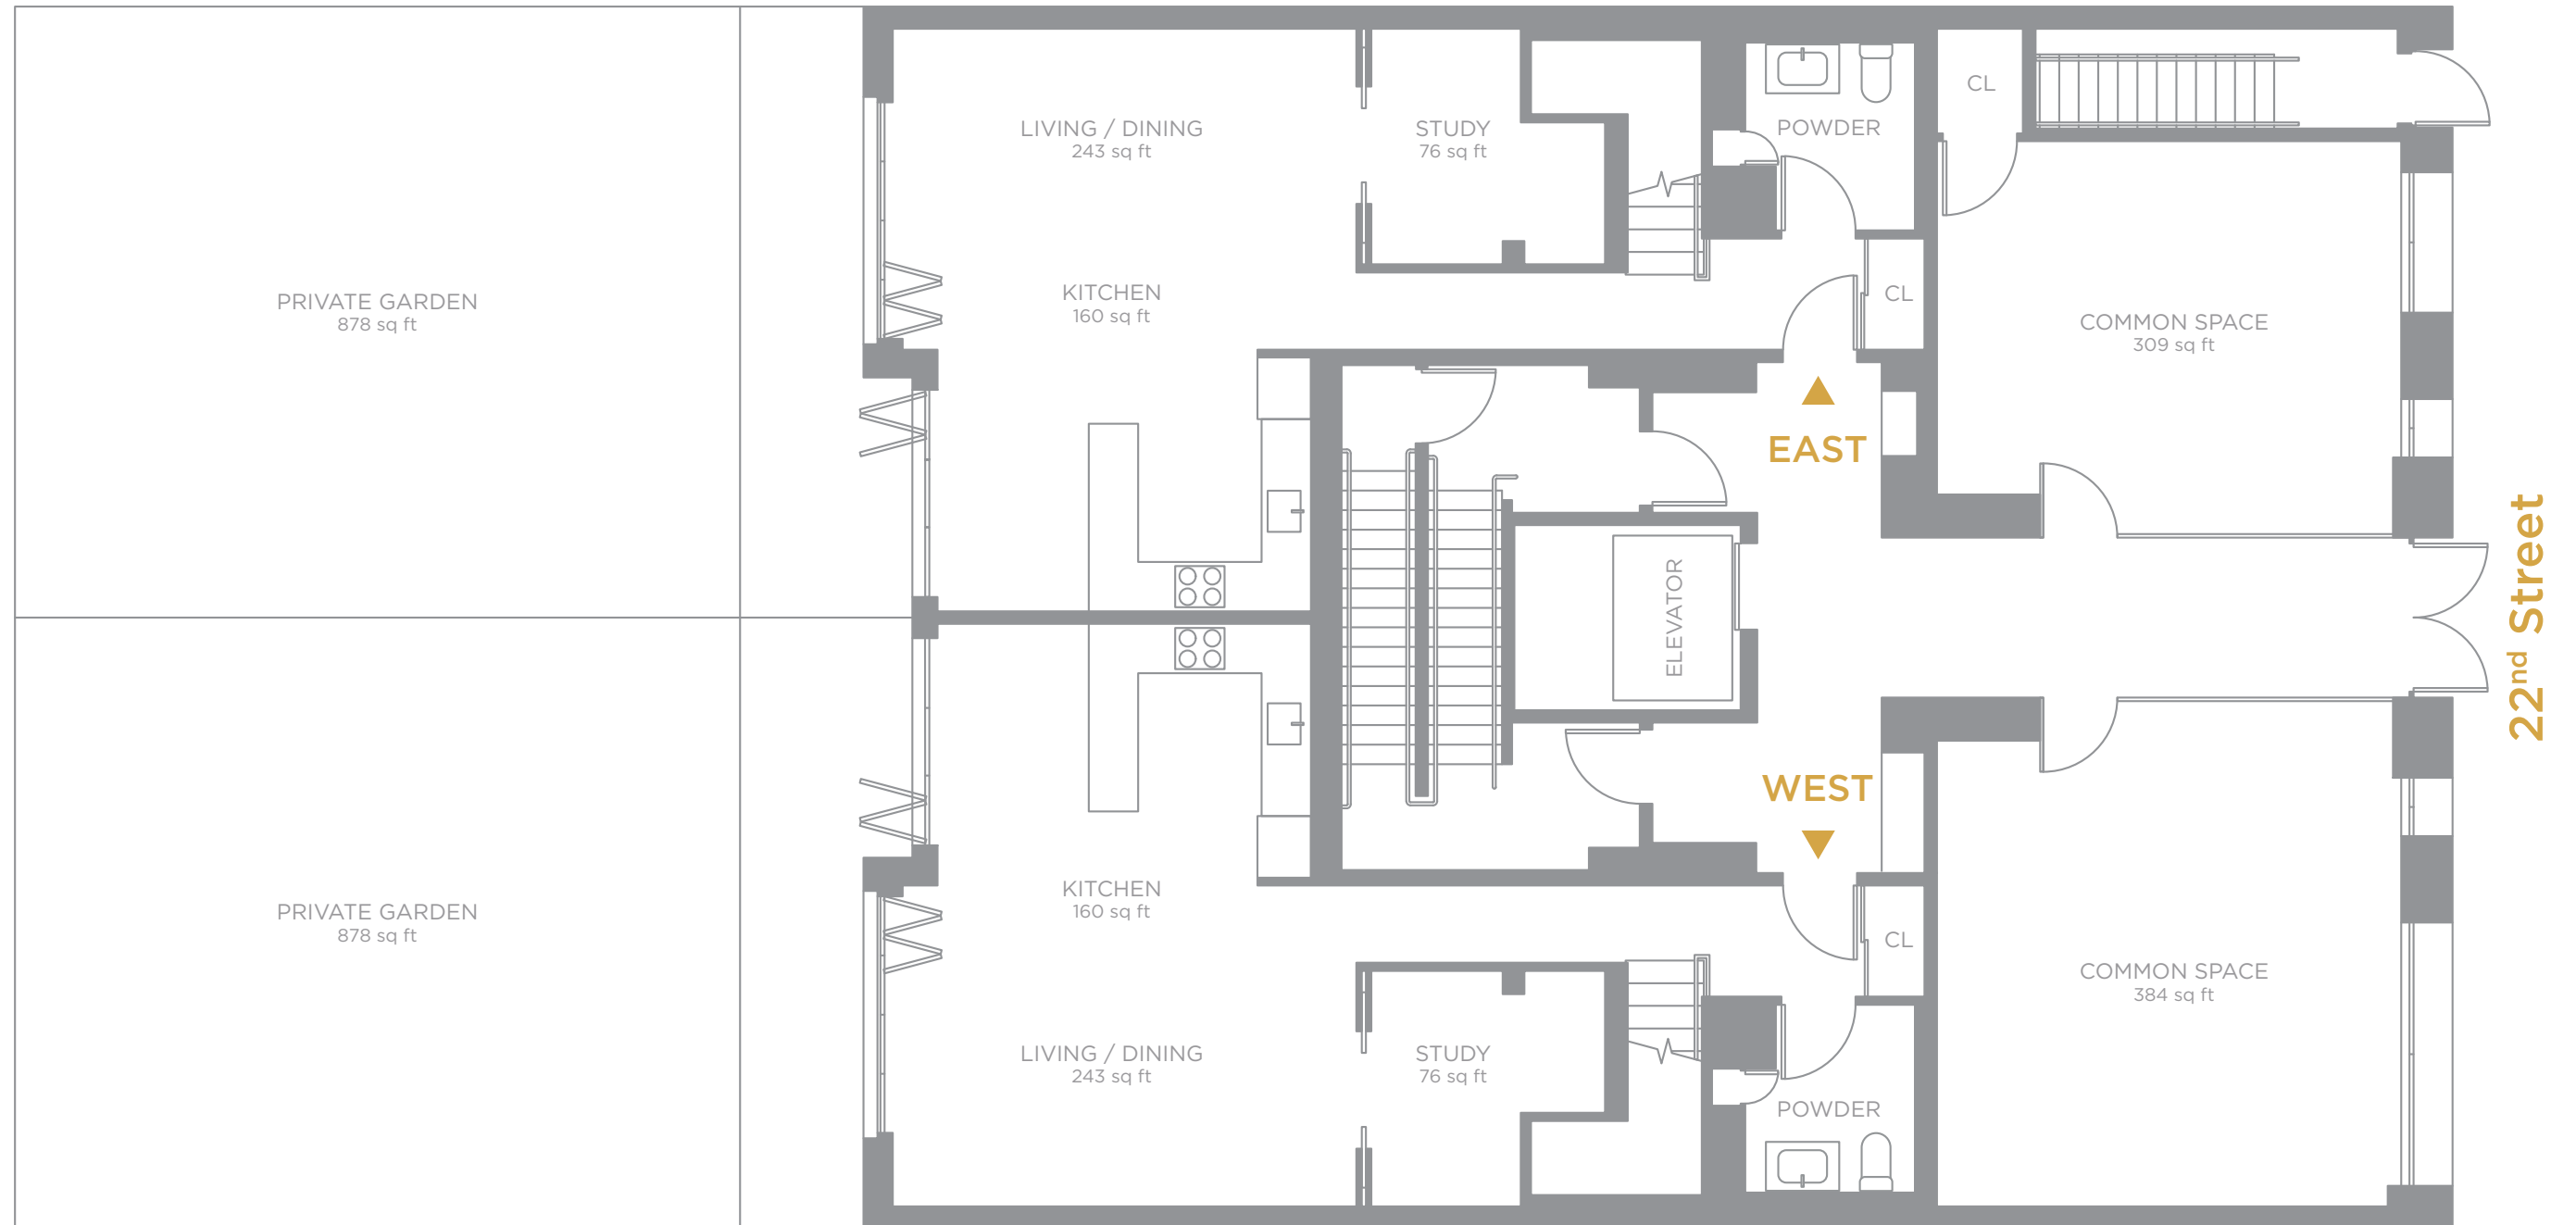 PRIVATE GARDEN
878 sq ft
LIVING / DINING
243 sq ft
STUDY
76 sq ft
POWDER
CL
KITCHEN
160 sq ft
CL
COMMON SPACE
309 sq ft
EAST
ELEVATOR
22nd Street
WEST
PRIVATE GARDEN
878 sq ft
KITCHEN
160 sq ft
CL
COMMON SPACE
384 sq ft
LIVING / DINING
243 sq ft
STUDY
76 sq ft
POWDER